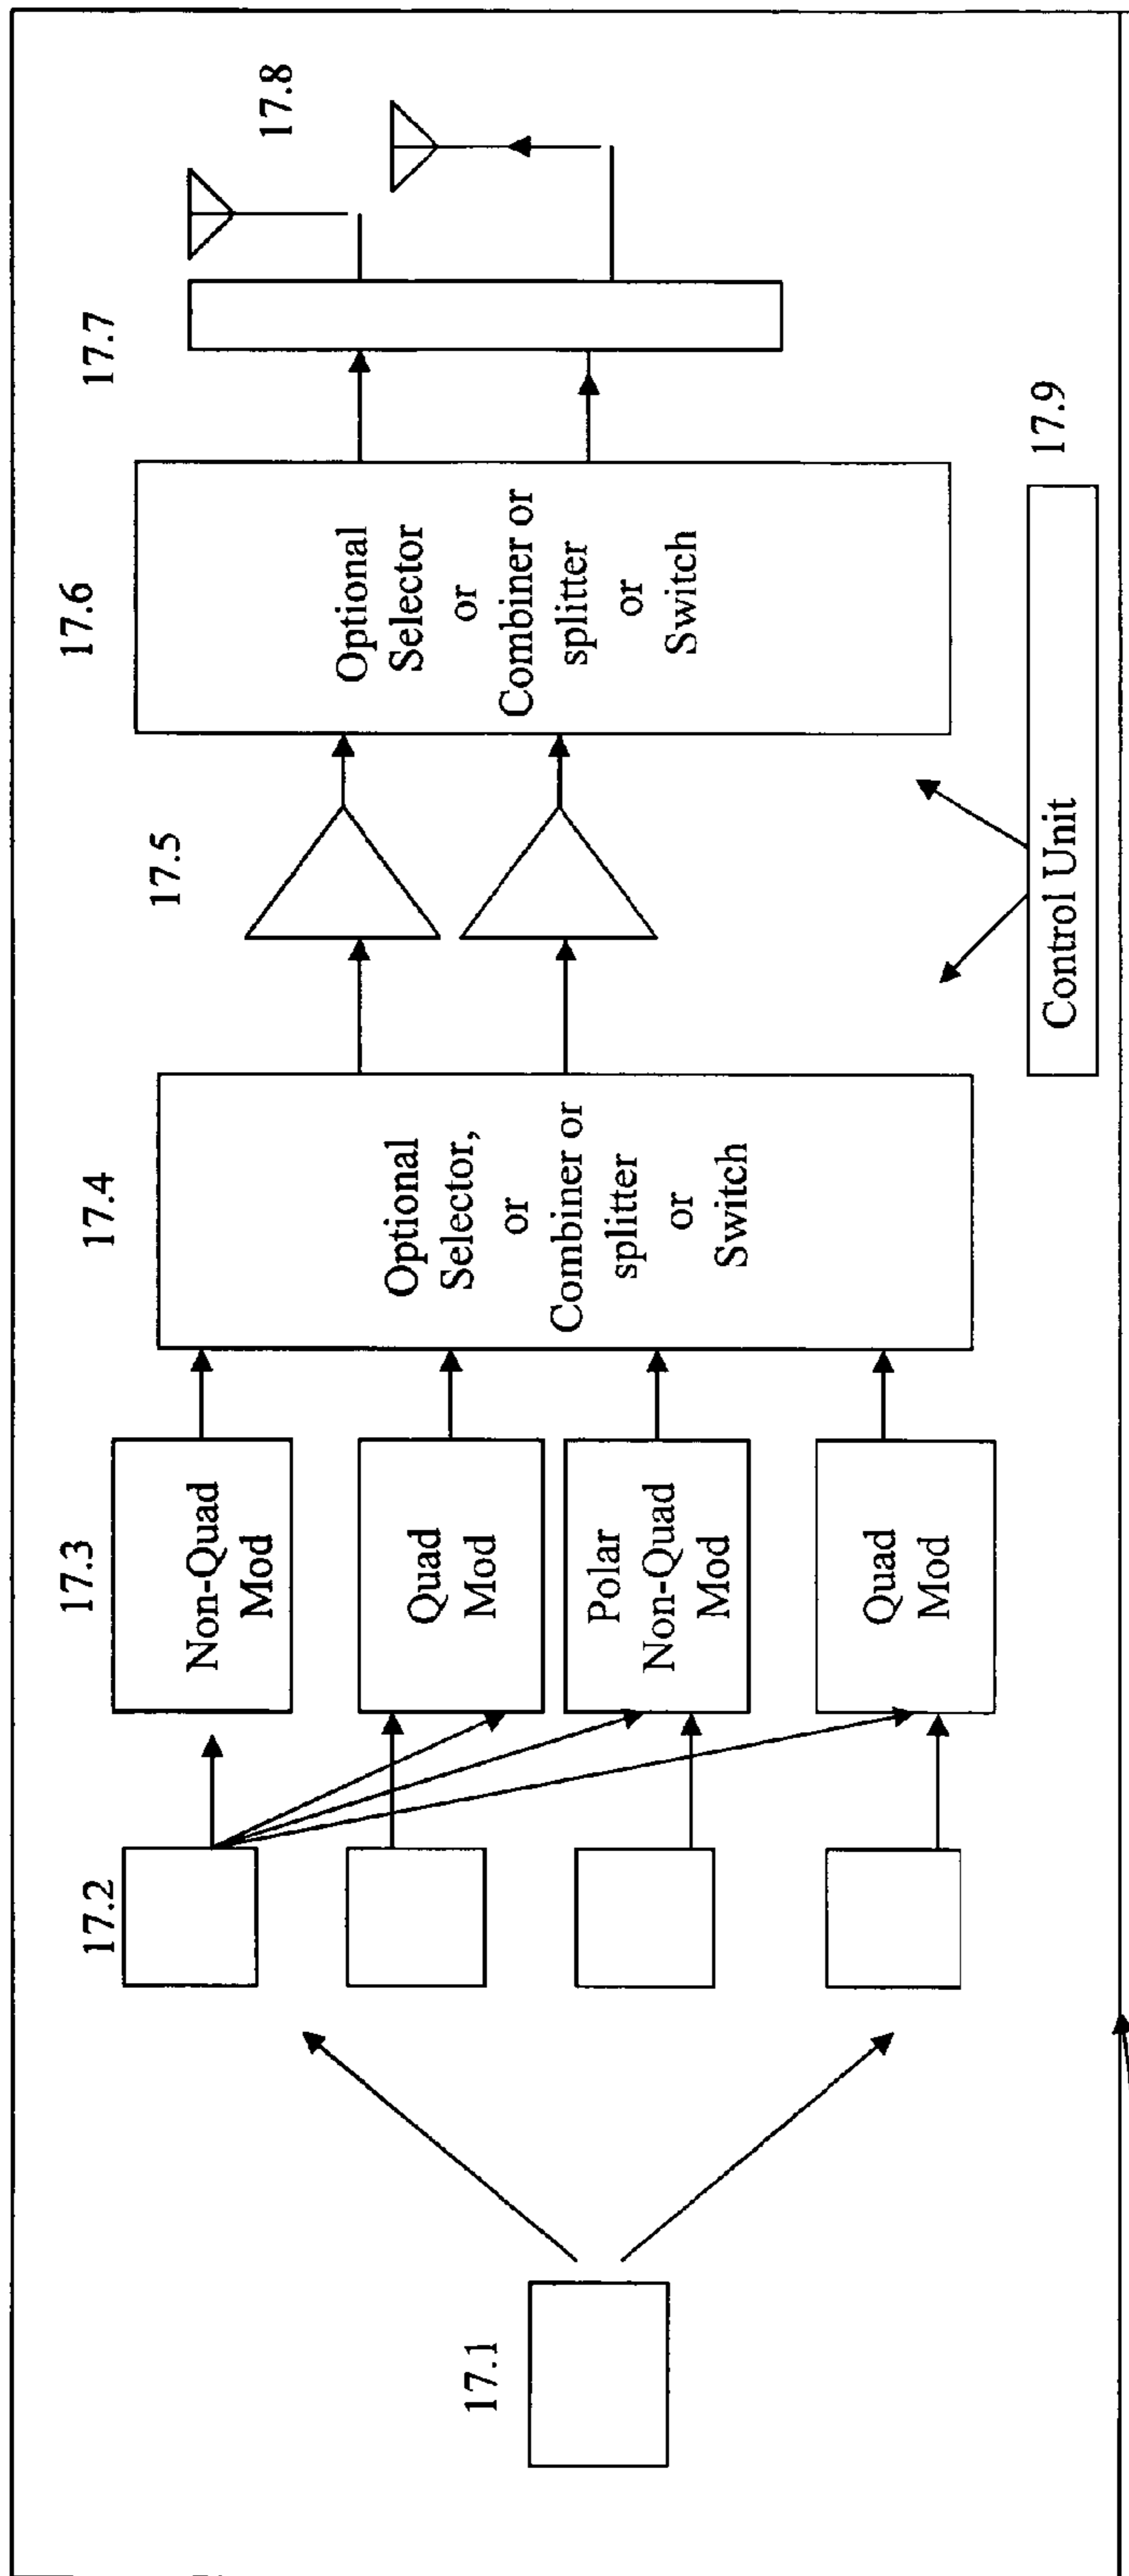 17.1
17.2
17.3
Non-Quad
Mod
Quad
Mod
Polar
Non-Quad
Mod
Quad
Mod
17.4
Optional
Selector,
or
Combiner or
splitter
or
Switch
17.5
17.6
Optional
Selector
or
Combiner or
splitter
or
Switch
17.7
17.8
Control Unit
17.9